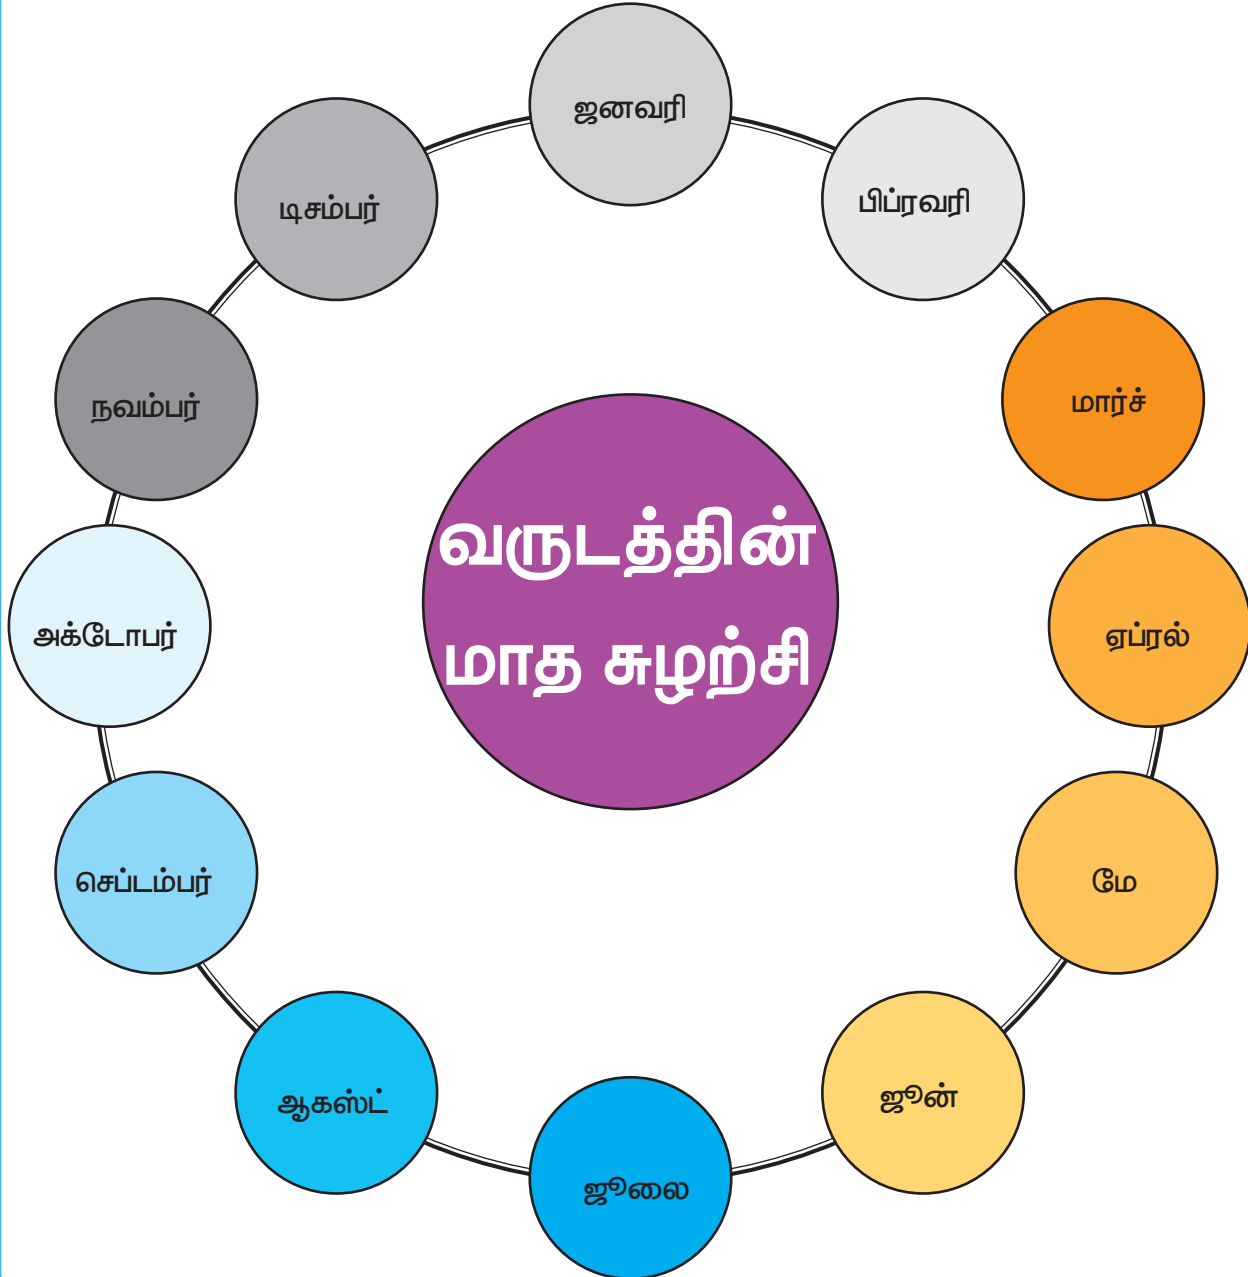 வருடத்தின்
மாத சுழற்சி
ஜனவரி
பிப்ரவரி
மார்ச்
ஏப்ரல்
மே
ஜூன்
ஜூலை
ஆகஸ்ட்
செப்டம்பர்
அக்டோபர்
நவம்பர்
டிசம்பர்